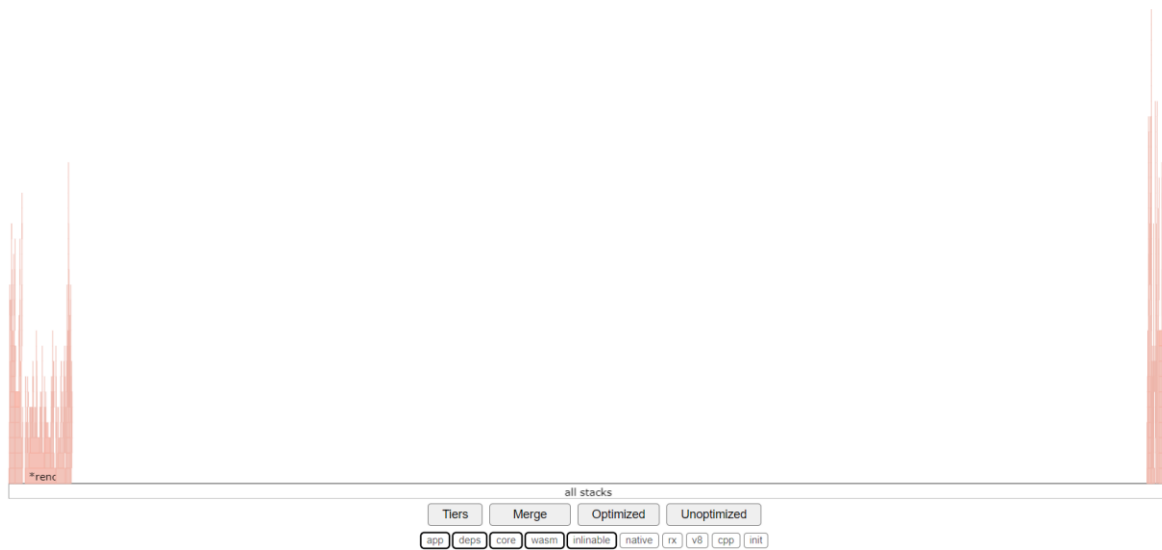 *renc
all stacks
Tiers Merge Optimized Unoptimized
app deps core wasm inlinable native rx v8 cpp init